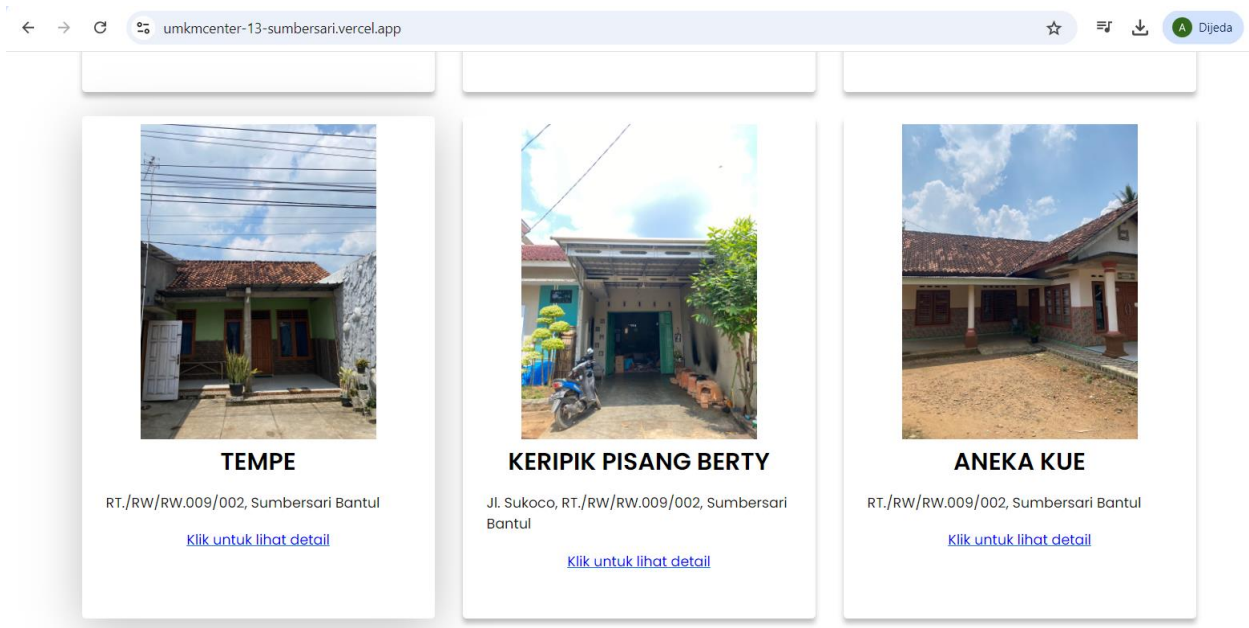 umkmcenter-13-sumbersari.vercel.app
A Dijeda
TEMPE
RT./RW/RW.009/002, Sumbersari Bantul
Klik untuk lihat detail
KERIPIK PISANG BERTY
Jl. Sukoco, RT./RW/RW.009/002, Sumbersari
Bantul
Klik untuk lihat detail
ANEKA KUE
RT./RW/RW.009/002, Sumbersari Bantul
Klik untuk lihat detail